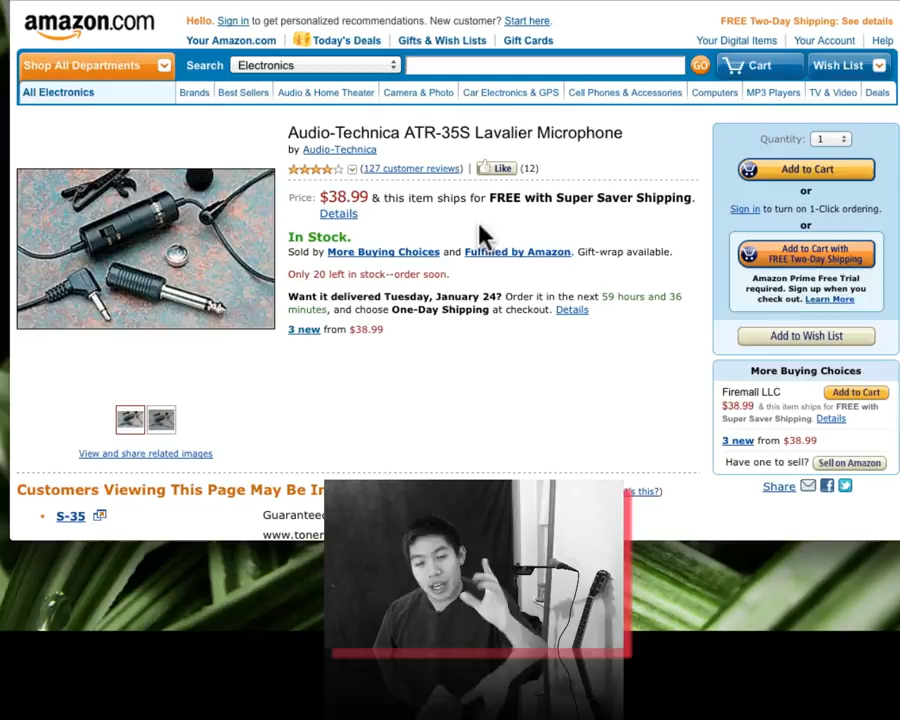 amazon.com
Hello. Sign in to get personalized recommendations. New customer? Start here.
FREE Two-Day Shipping: See details
Your Amazon.com
Today's Deals
Gifts & Wish Lists
Gift Cards
Your Digital Items
Your Account
Help
Shop All Departments
Search
Electronics
GO
Cart
Wish List
All Electronics
Brands
Best Sellers
Audio & Home Theater
Camera & Photo
Car Electronics & GPS
Cell Phones & Accessories
Computers
MP3 Players
TV & Video
Deals
Audio-Technica ATR-35S Lavalier Microphone
by Audio-Technica
(127 customer reviews)
Like
(12)
Price: $38.99 & this item ships for FREE with Super Saver Shipping.
Details
In Stock.
Sold by More Buying Choices and Fulfilled by Amazon. Gift-wrap available.
Only 20 left in stock--order soon.
Want it delivered Tuesday, January 24? Order it in the next 59 hours and 36
minutes, and choose One-Day Shipping at checkout. Details
3 new from $38.99
View and share related images
Quantity: 1
Add to Cart
or
Sign in to turn on 1-Click ordering.
or
Add to Cart with
FREE Two-Day Shipping
Amazon Prime Free Trial
required. Sign up when you
check out. Learn More
Add to Wish List
More Buying Choices
Firemall LLC
Add to Cart
$38.99 & this item ships for FREE with
Super Saver Shipping. Details
3 new from $38.99
Have one to sell? Sell on Amazon
Share
Customers Viewing This Page May Be In
's this?)
S-35
Guaranteed
www.toner